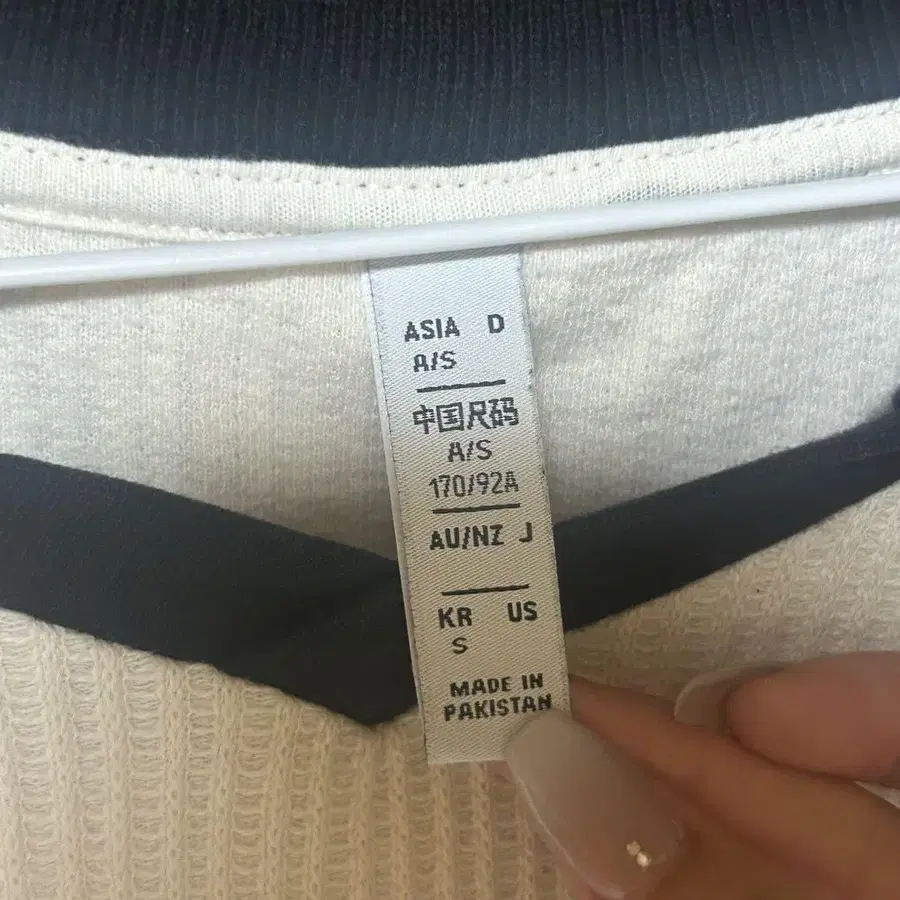 ASIA D
A/S
中国尺码
A/S
170/92A
AU/NZ J
KR US
S
MADE IN
PAKISTAN